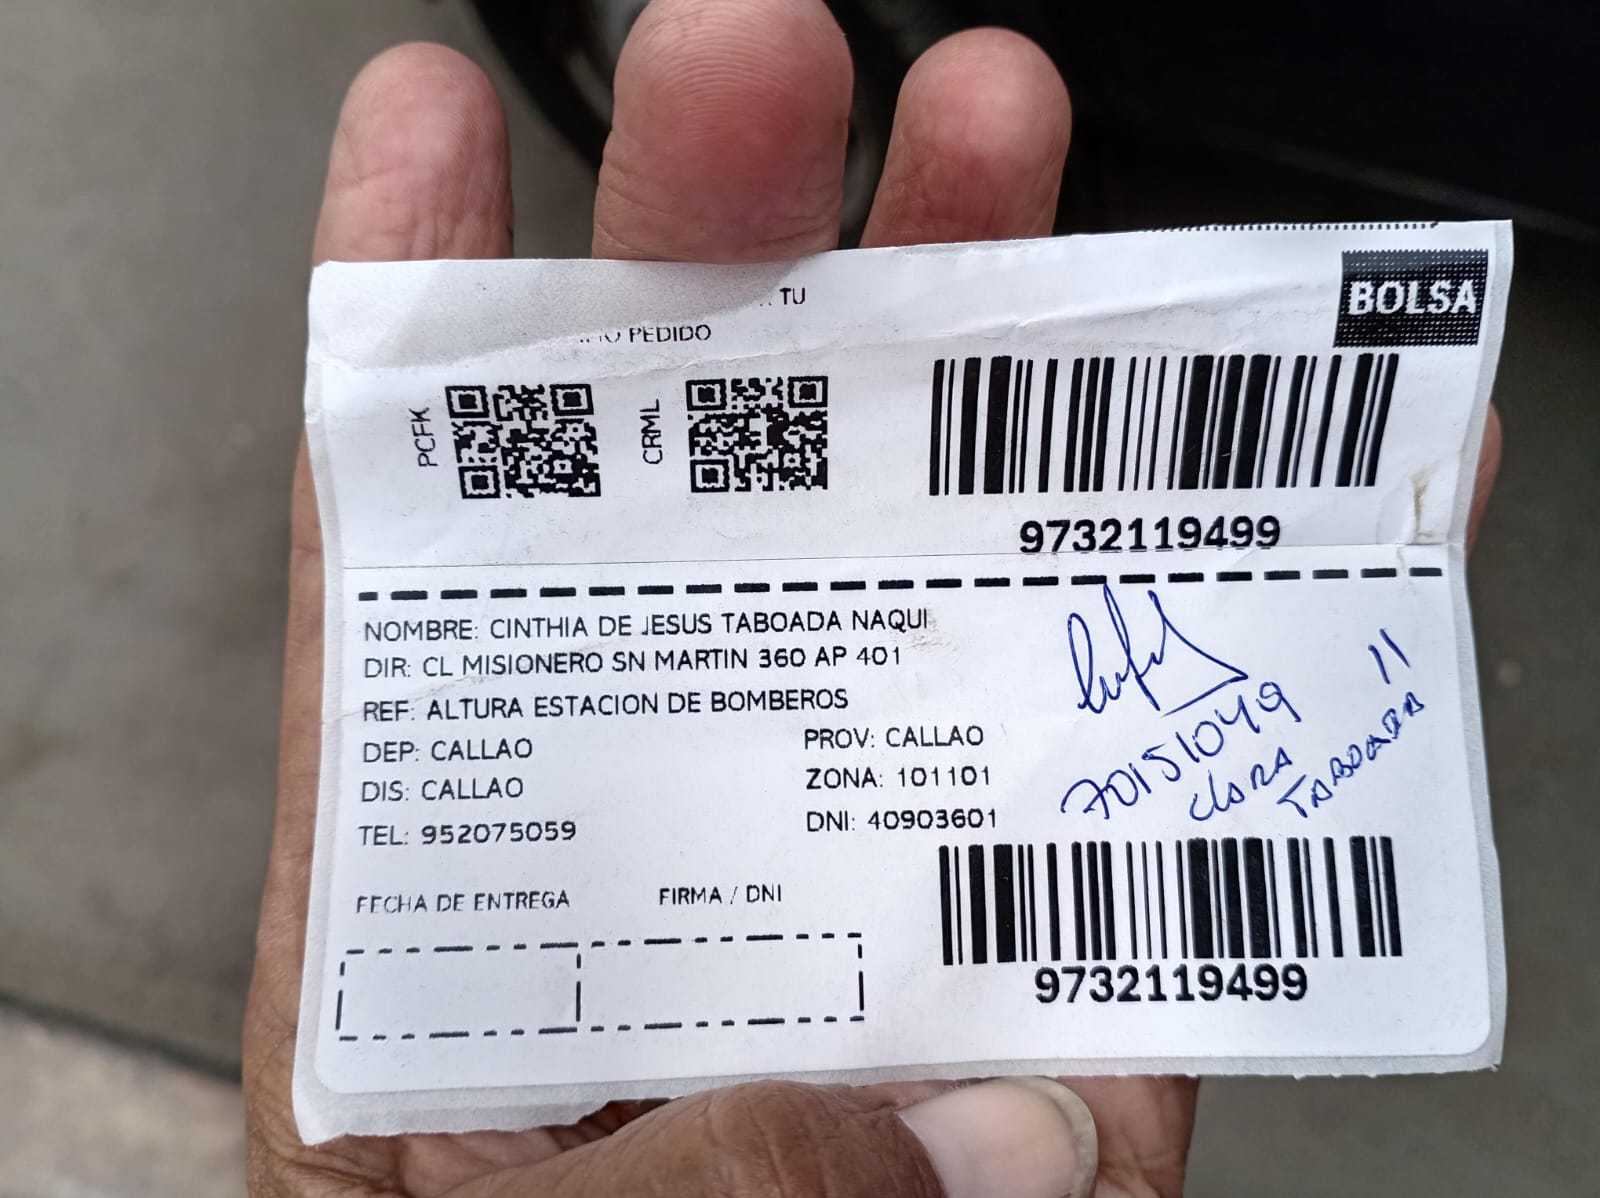 TU
PEDIDO
BOLSA
PCFK
CRML
9732119499
NOMBRE: CINTHIA DE JESUS TABOADA NAQUI
DIR: CL MISIONERO SN MARTIN 360 AP 401
REF: ALTURA ESTACION DE BOMBEROS
DEP: CALLAO
PROV: CALLAO
DIS: CALLAO
ZONA: 101101
TEL: 952075059
DNI: 40903601
70151049
CLARA
TABOADA
11
FECHA DE ENTREGA
FIRMA / DNI
9732119499